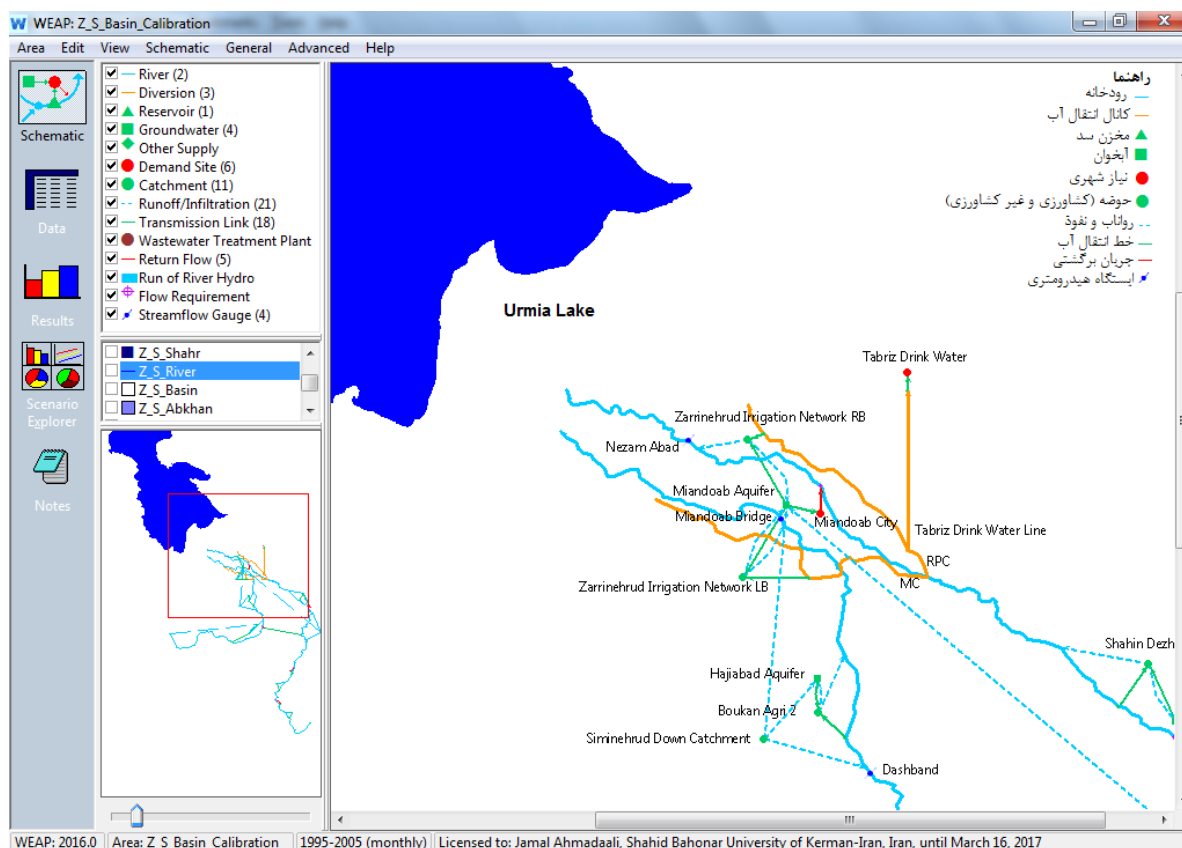 WEAP: Z_S_Basin_Calibration
Area Edit View Schematic General Advanced Help
Schematic
Data
Results
Scenario
Explorer
Notes
River (2)
Diversion (3)
Reservoir (1)
Groundwater (4)
Other Supply
Demand Site (6)
Catchment (11)
Runoff/Infiltration (21)
Transmission Link (18)
Wastewater Treatment Plant
Return Flow (5)
Run of River Hydro
Flow Requirement
Streamflow Gauge (4)
Z_S_Shahr
Z_S_River
Z_S_Basin
Z_S_Abkhan
راهنما
رودخانه
کانال انتقال آب
مخزن سد
آبخوان
نیاز شهری
حوضه (کشاورزی و غیر کشاورزی)
رواناب و نفوذ
خط انتقال آب
جریان برگشتی
ایستگاه هیدرومتری
Urmia Lake
Tabriz Drink Water
Zarrinehrud Irrigation Network RB
Nezam Abad
Miandoab Aquifer
Miandoab Bridge
Miandoab City
Tabriz Drink Water Line
RPC
MC
Zarrinehrud Irrigation Network LB
Shahin Dezh
Hajiabad Aquifer
Boukan Agri 2
Siminehrud Down Catchment
Dashband
WEAP: 2016.0 Area: Z_S_Basin_Calibration 1995-2005 (monthly) Licensed to: Jamal Ahmadaali, Shahid Bahonar University of Kerman-Iran, Iran, until March 16, 2017